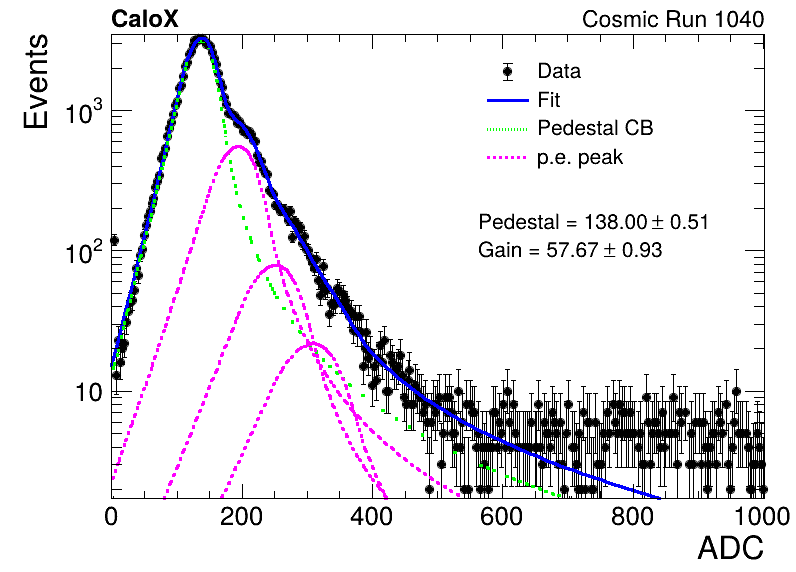 CaloX Cosmic Run 1040
Events
Data
Fit
Pedestal CB
p.e. peak
Pedestal = 138.00 ± 0.51
Gain = 57.67 ± 0.93
10³
10²
10
0 200 400 600 800 1000
ADC